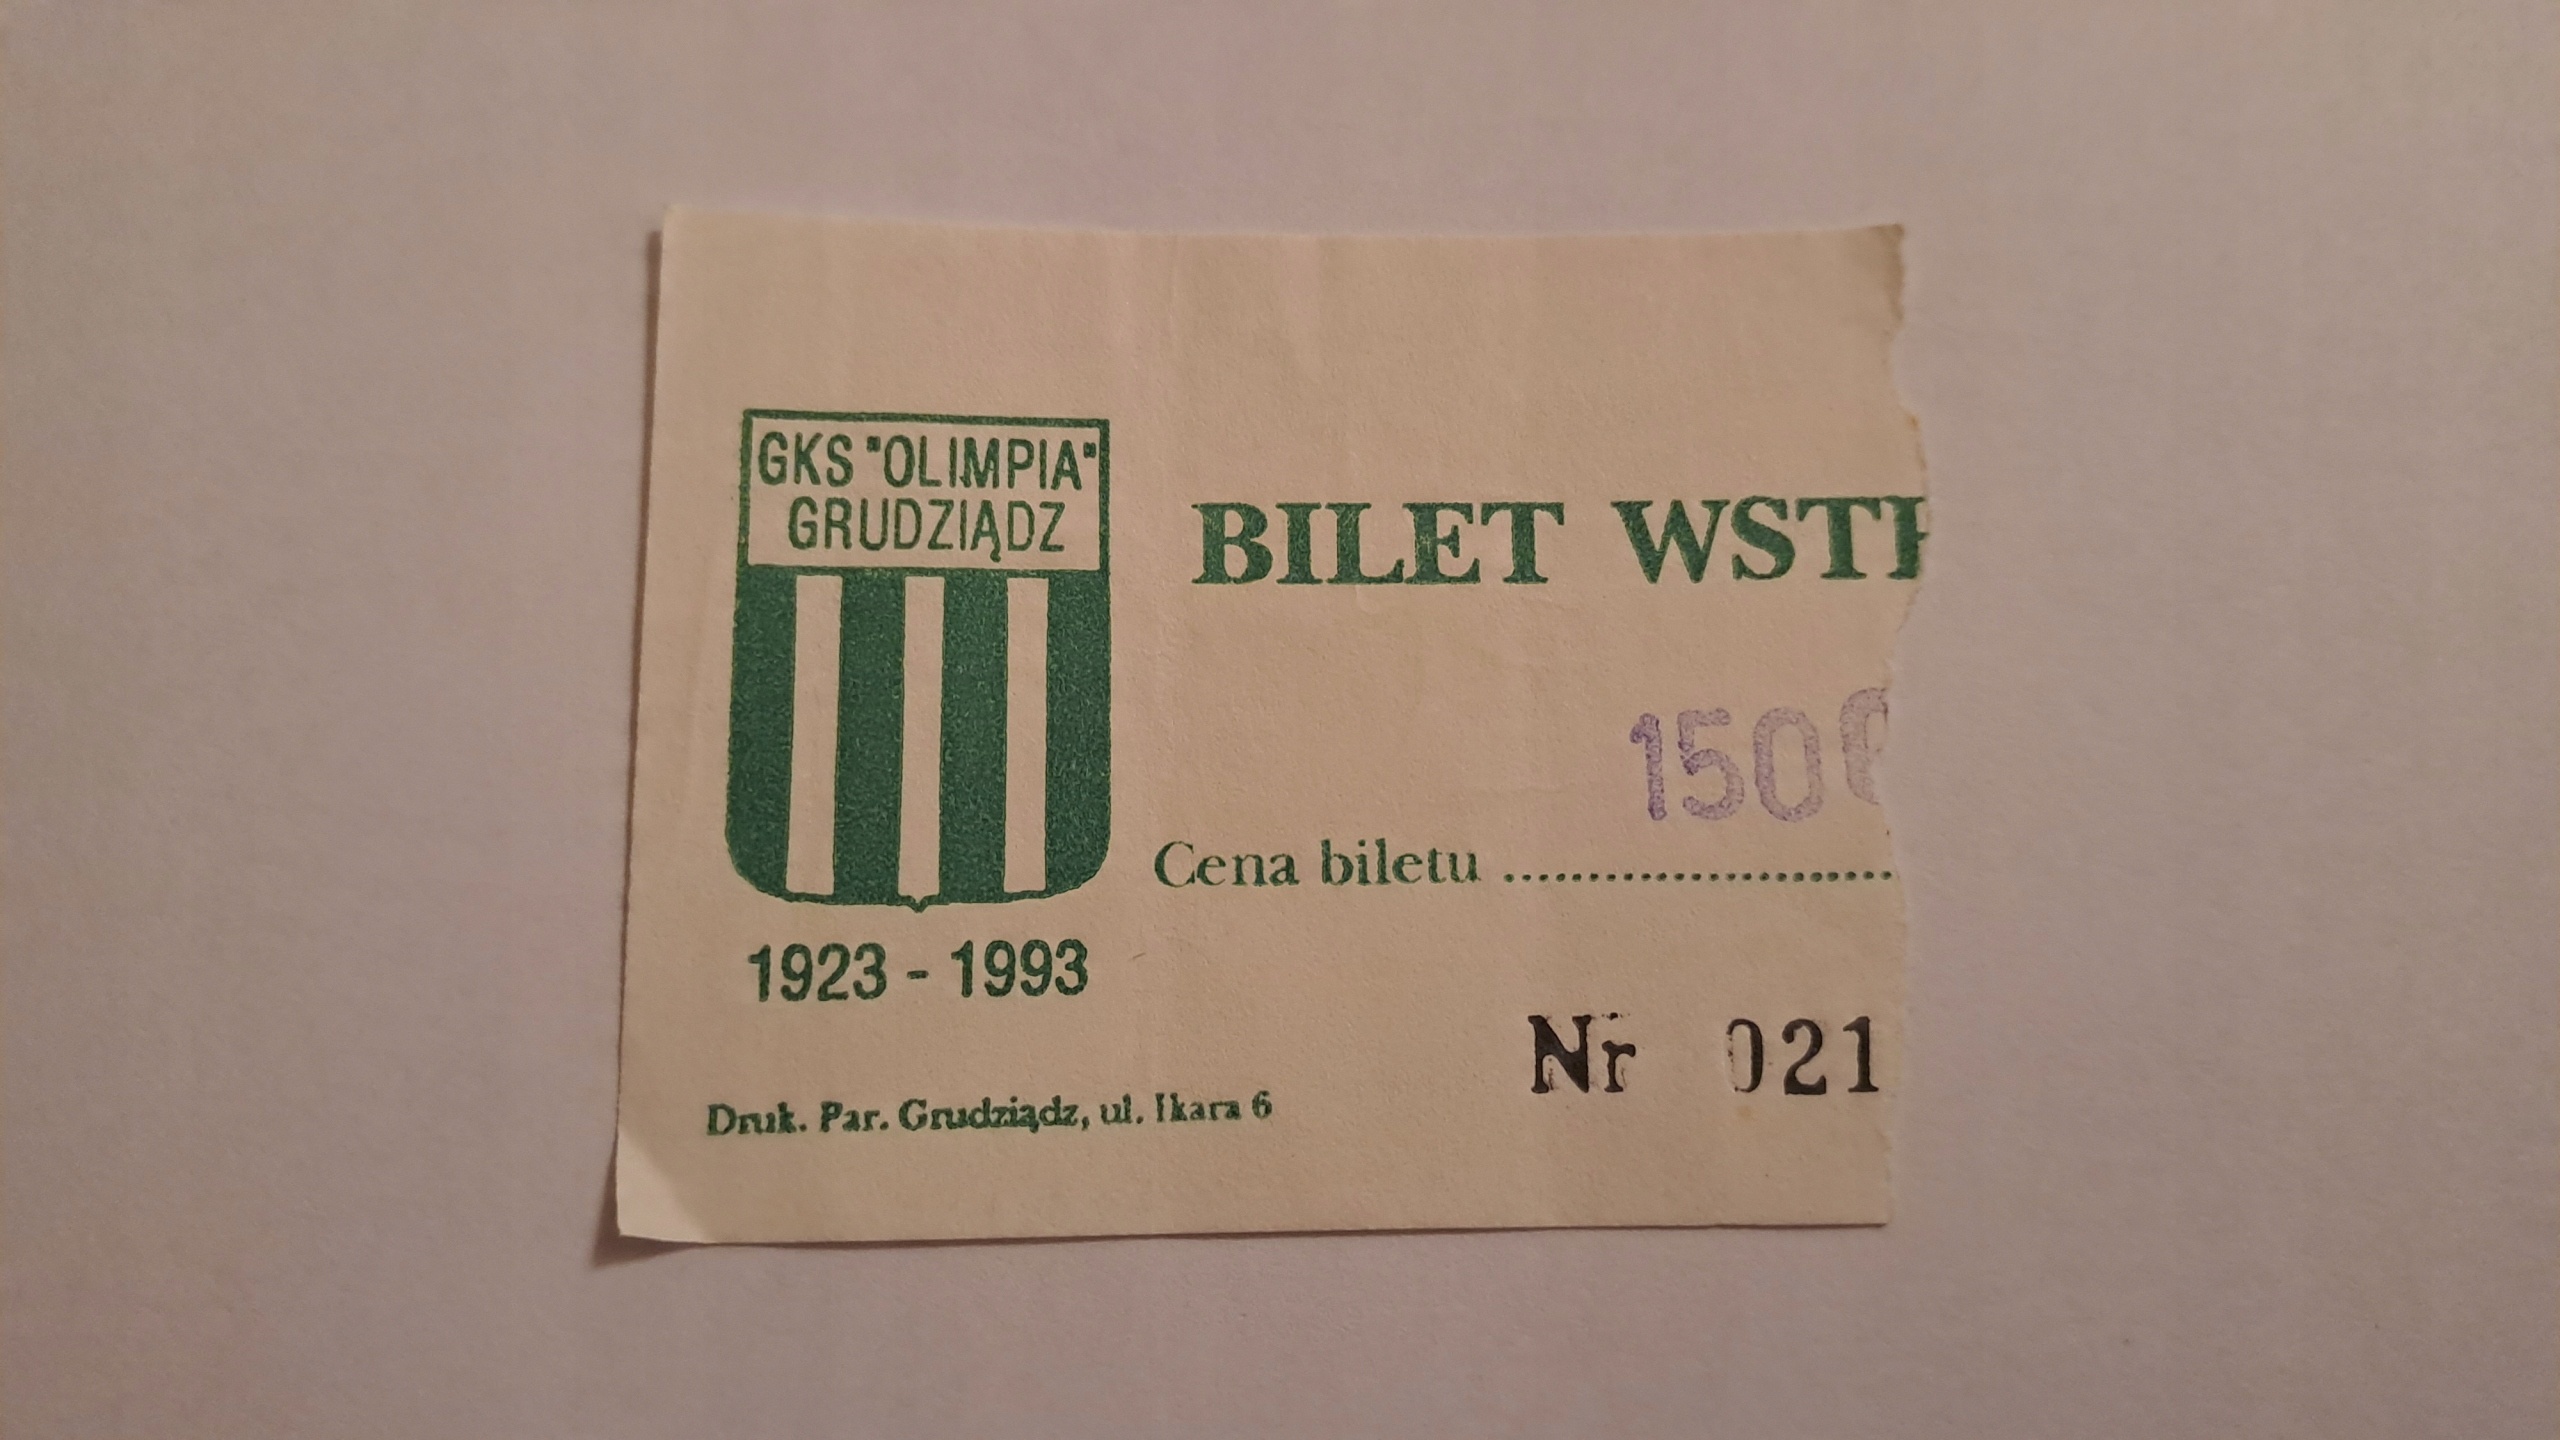 GKS "OLIMPIA"
GRUDZIĄDZ
BILET WST
150
Cena biletu ........................
1923 - 1993
Nr 021
Druk. Par. Grudziądz, ul. Ikara 6